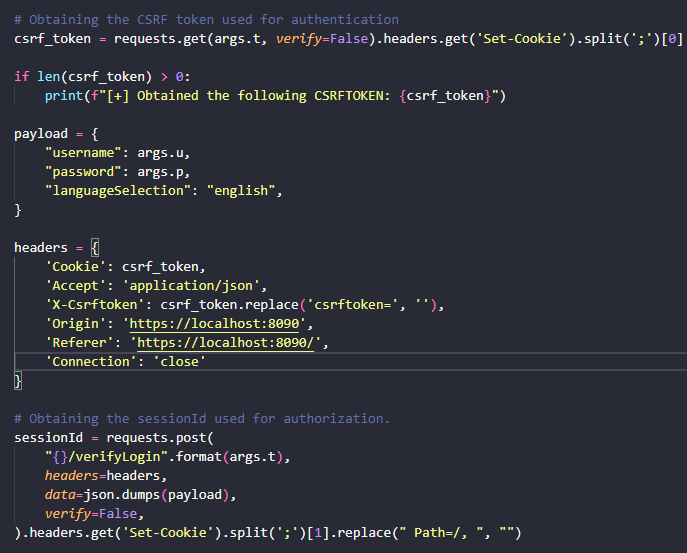 # Obtaining the CSRF token used for authentication
csrf_token = requests.get(args.t, verify=False).headers.get('Set-Cookie').split(';')[0]
if len(csrf_token) > 0:
print(f"[+] Obtained the following CSRFTOKEN: {csrf_token}")
payload = {
"username": args.u,
"password": args.p,
"languageSelection": "english",
}
headers = {
'Cookie': csrf_token,
'Accept': 'application/json',
'X-Csrftoken': csrf_token.replace('csrftoken=', ''),
'Origin': 'https://localhost:8090',
'Referer': 'https://localhost:8090/',
'Connection': 'close'
}
# Obtaining the sessionId used for authorization.
sessionId = requests.post(
"{}/verifyLogin".format(args.t),
headers=headers,
data=json.dumps(payload),
verify=False,
).headers.get('Set-Cookie').split(';')[1].replace(" Path=/, ", "")